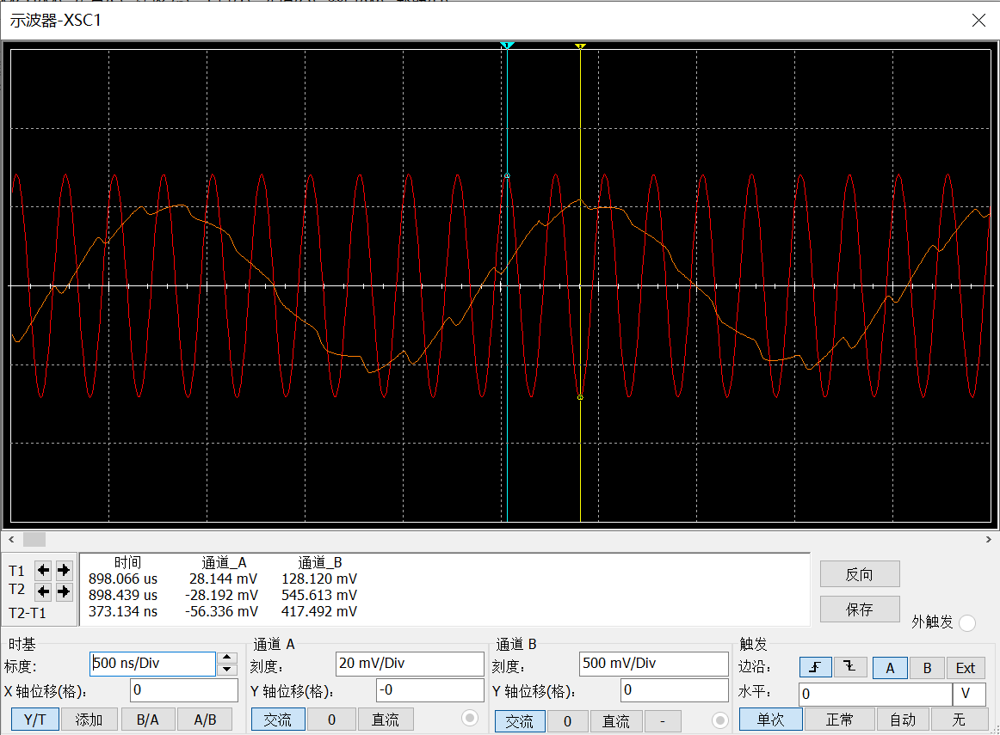 示波器-XSC1
时间 通道_A 通道_B
T1 898.066 us 28.144 mV 128.120 mV
T2 898.439 us -28.192 mV 545.613 mV
T2-T1 373.134 ns -56.336 mV 417.492 mV
反向
保存
外触发
时基
标度: 500 ns/Div
X 轴位移(格): 0
Y/T 添加 B/A A/B
通道 A
刻度: 20 mV/Div
Y 轴位移(格): -0
交流 0 直流
通道 B
刻度: 500 mV/Div
Y 轴位移(格): 0
交流 0 直流 -
触发
边沿: A B Ext
水平: 0 V
单次 正常 自动 无